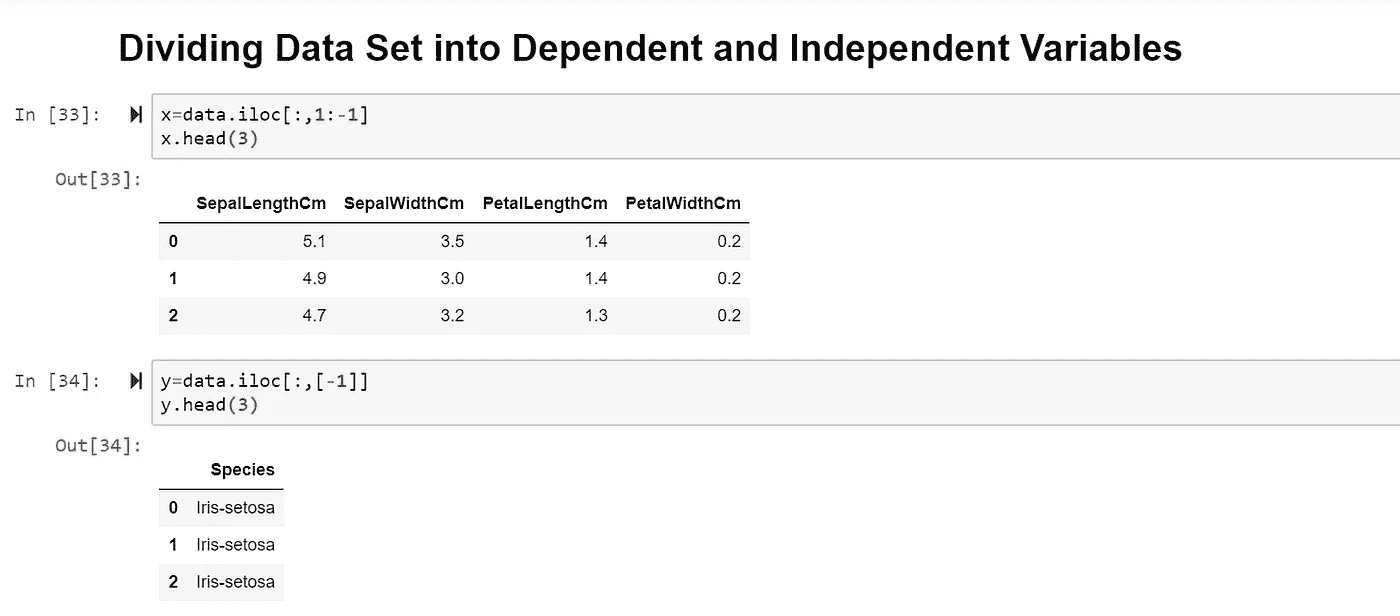 Dividing Data Set into Dependent and Independent Variables
In [33]: x=data.iloc[:,1:-1]
x.head(3)
Out[33]:
SepalLengthCm SepalWidthCm PetalLengthCm PetalWidthCm
0 5.1 3.5 1.4 0.2
1 4.9 3.0 1.4 0.2
2 4.7 3.2 1.3 0.2
In [34]: y=data.iloc[:,[-1]]
y.head(3)
Out[34]:
Species
0 Iris-setosa
1 Iris-setosa
2 Iris-setosa